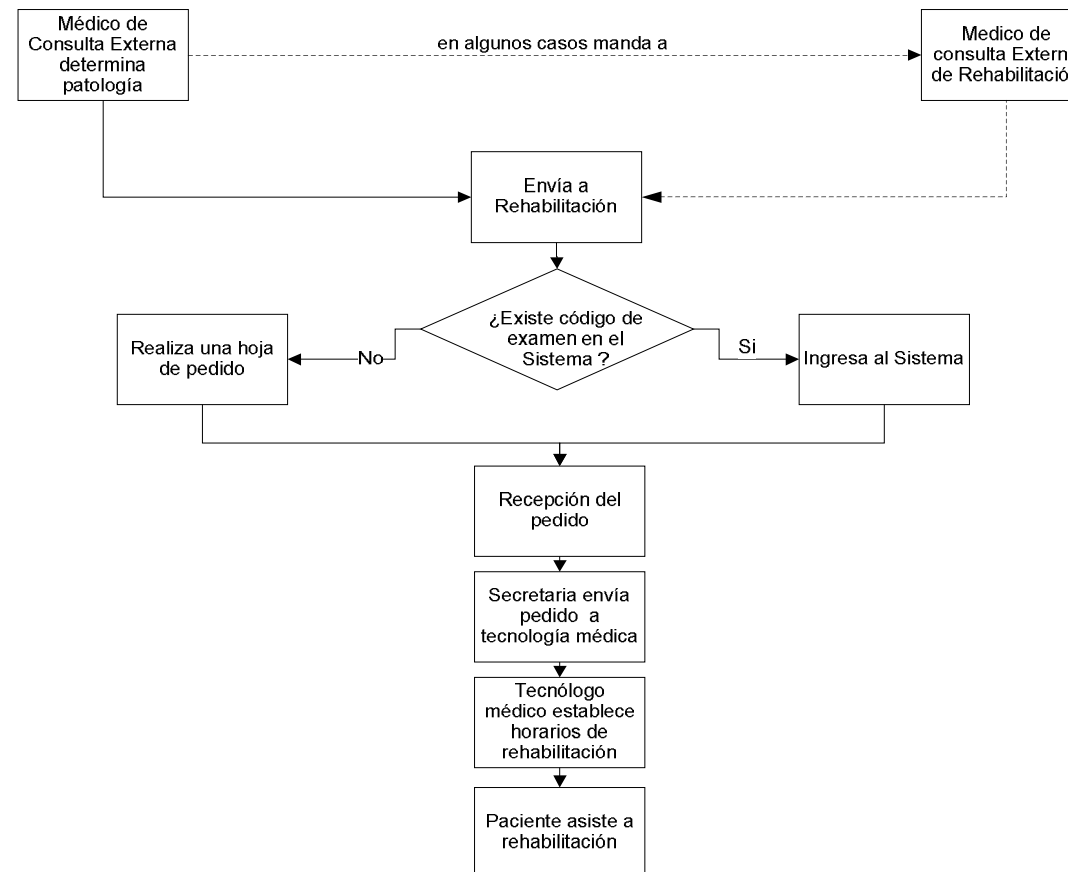 Médico de
Consulta Externa
determina
patología
en algunos casos manda a
Medico de
consulta Extern
de Rehabilitació
Envía a
Rehabilitación
¿Existe código de
examen en el
Sistema ?
No
Si
Realiza una hoja
de pedido
Ingresa al Sistema
Recepción del
pedido
Secretaria envía
pedido a
tecnología médica
Tecnólogo
médico establece
horarios de
rehabilitación
Paciente asiste a
rehabilitación